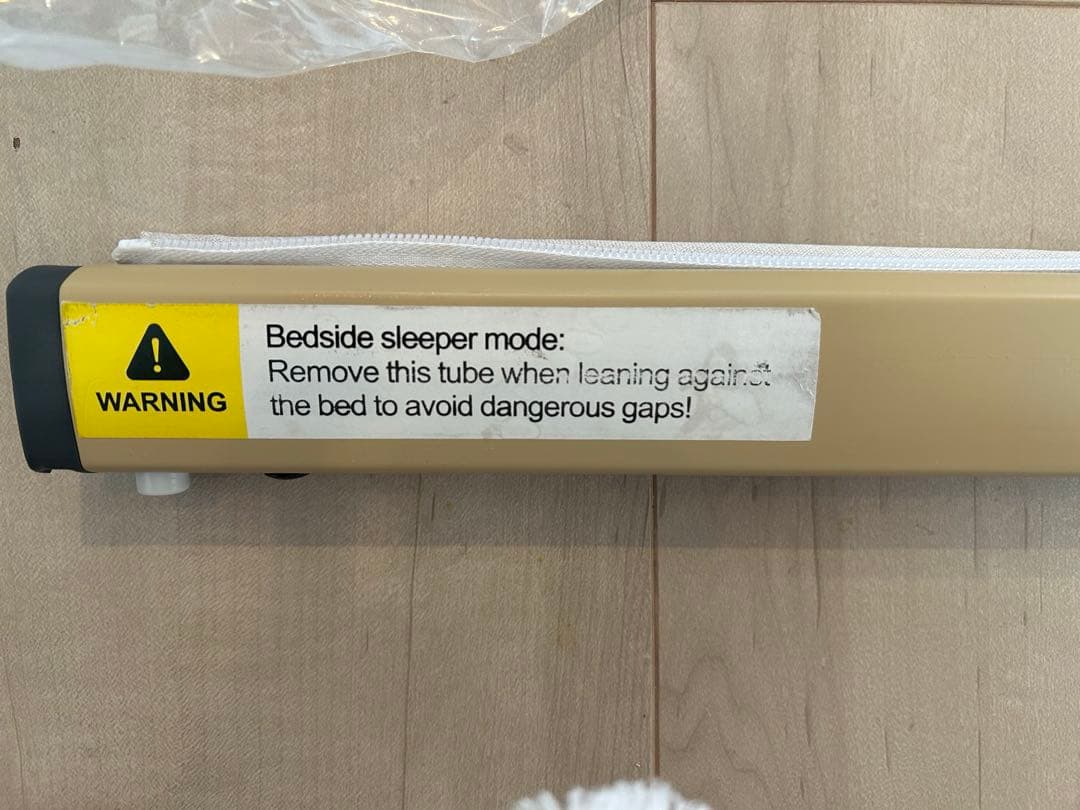 WARNING
Bedside sleeper mode:
Remove this tube when leaning against
the bed to avoid dangerous gaps!